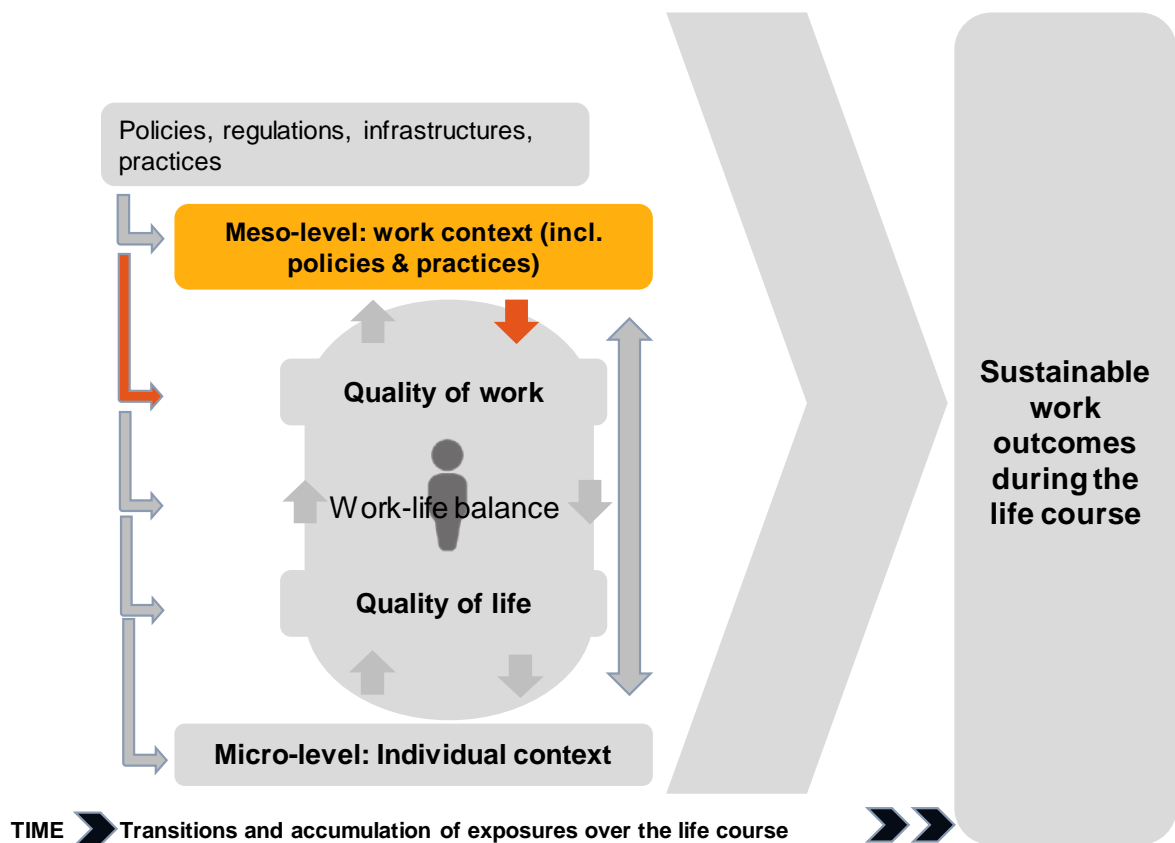 Policies, regulations, infrastructures,
practices
Meso-level: work context (incl.
policies & practices)
Quality of work
Work-life balance
Quality of life
Micro-level: Individual context
Sustainable
work
outcomes
during the
life course
TIME Transitions and accumulation of exposures over the life course